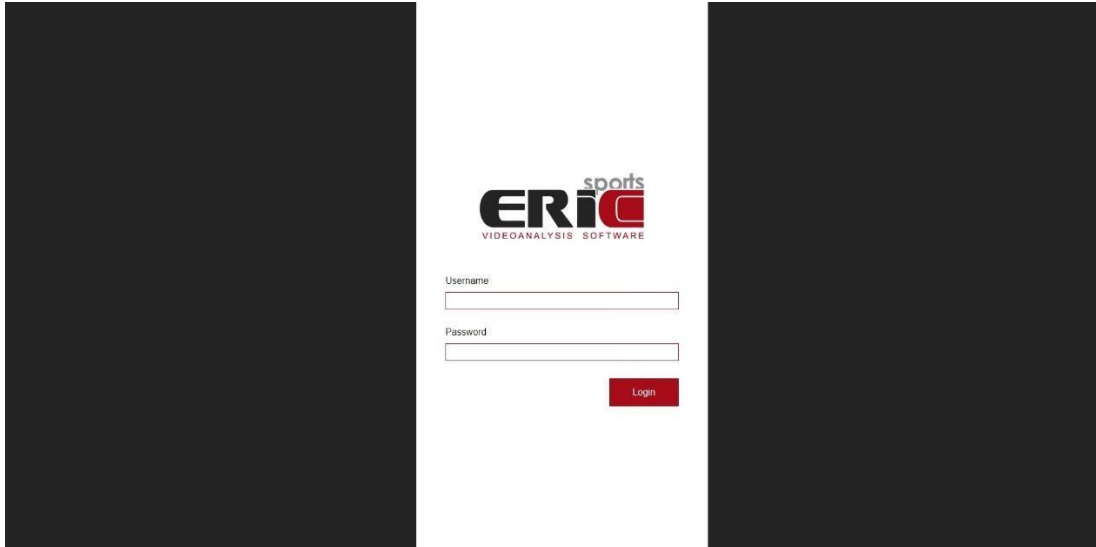 sports
ERiC
VIDEOANALYSIS SOFTWARE
Username
Password
Login